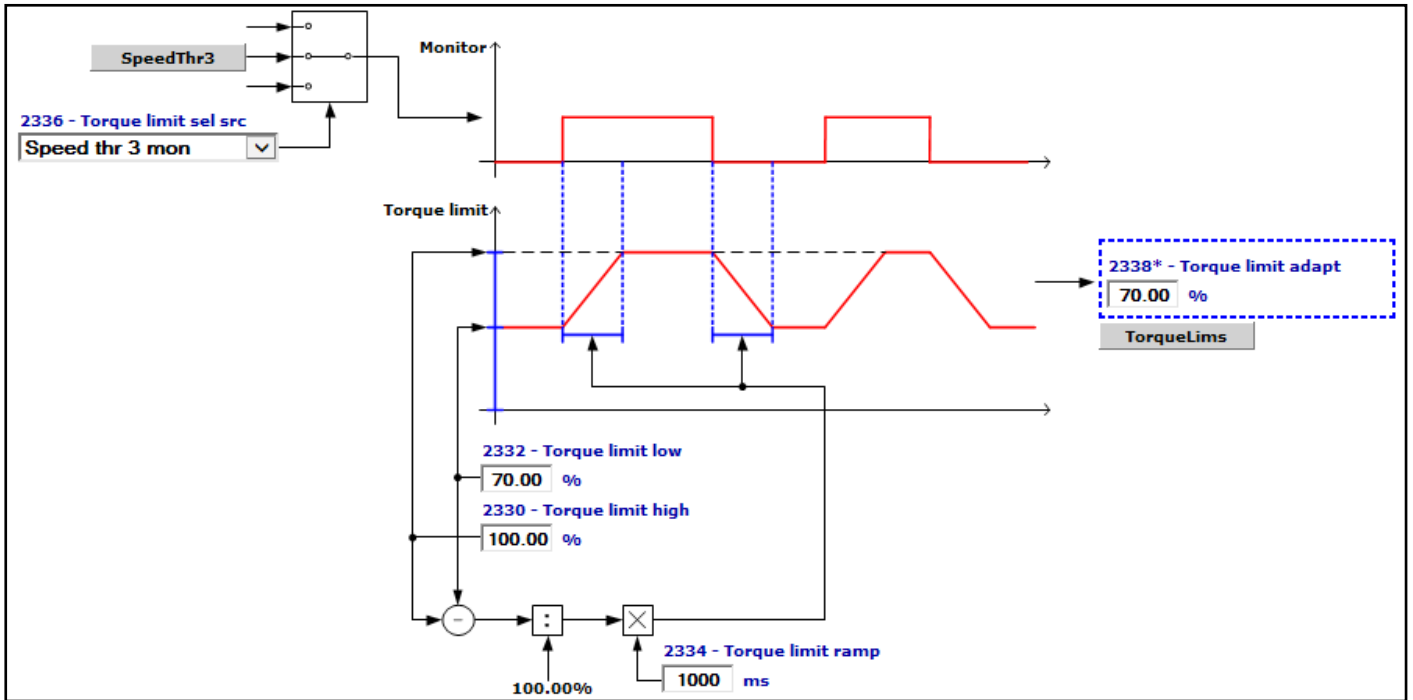 Monitor
SpeedThr3
2336 - Torque limit sel src
Speed thr 3 mon
Torque limit
2338* - Torque limit adapt
70.00 %
TorqueLims
2332 - Torque limit low
70.00 %
2330 - Torque limit high
100.00 %
-
:
×
2334 - Torque limit ramp
1000 ms
100.00%